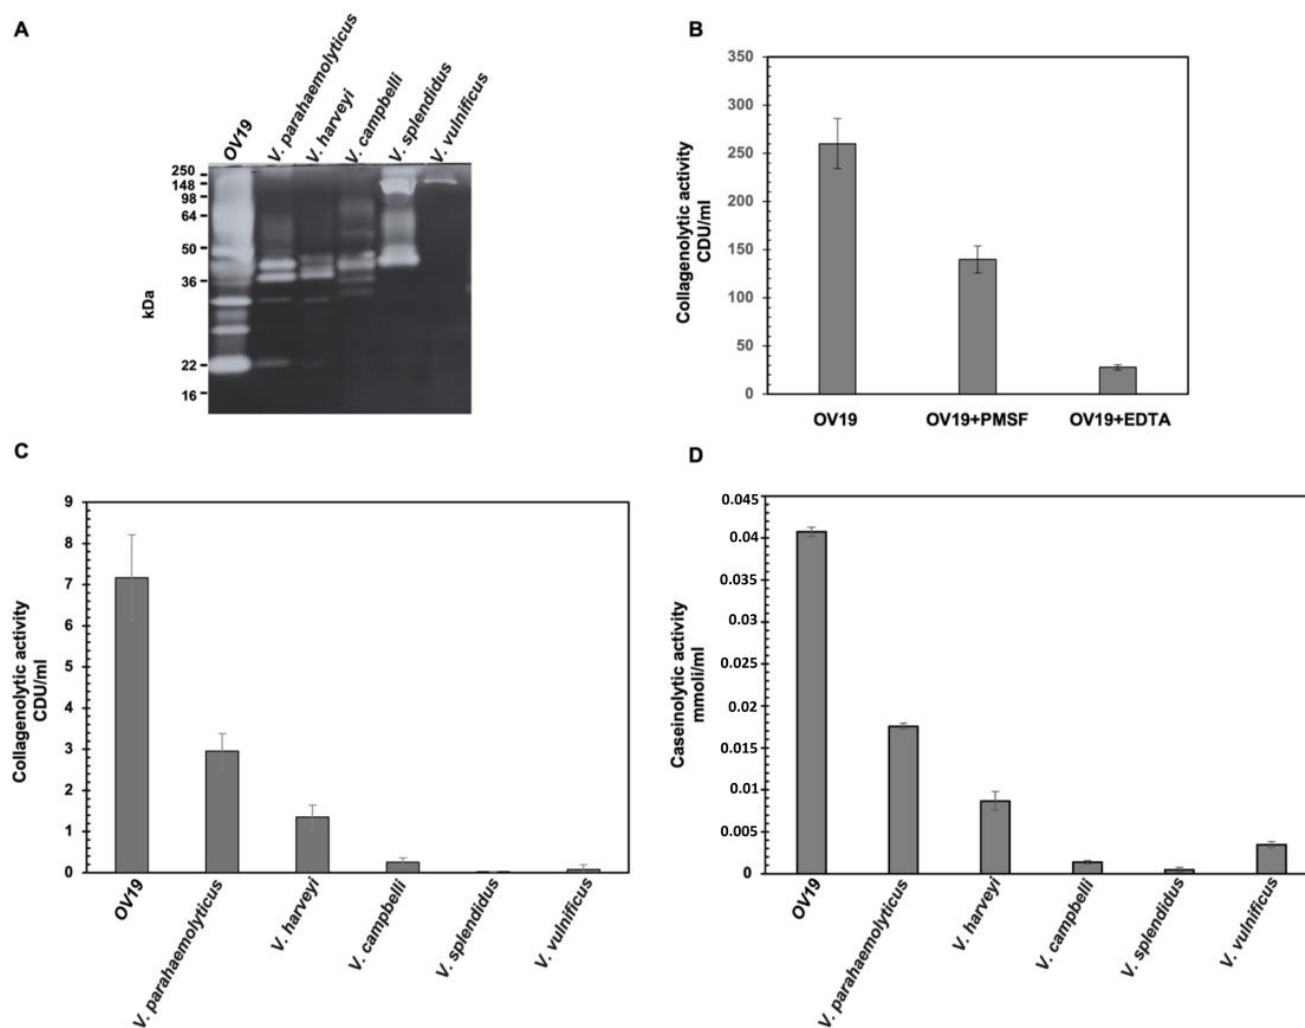 A
OV19
V. parahaemolyticus
V. harveyi
V. campbelli
V. splendidus
V. vulnificus
250
148
98
64
50
36
22
16
kDa
B
350
300
250
200
150
100
50
0
Collagenolytic activity
CDU/ml
OV19
OV19+PMSF
OV19+EDTA
C
9
8
7
6
5
4
3
2
1
0
Collagenolytic activity
CDU/ml
OV19
V. parahaemolyticus
V. harveyi
V. campbelli
V. splendidus
V. vulnificus
D
0.045
0.04
0.035
0.03
0.025
0.02
0.015
0.01
0.005
0
Caseinolytic activity
mmoli/ml
OV19
V. parahaemolyticus
V. harveyi
V. campbelli
V. splendidus
V. vulnificus